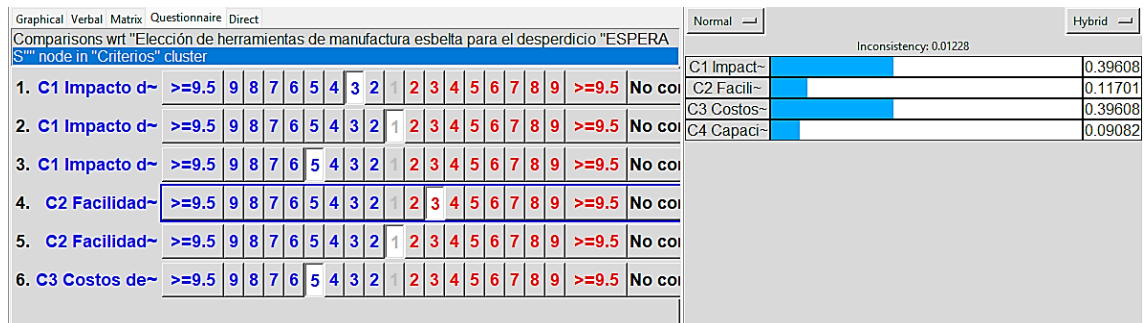 Graphical Verbal Matrix Questionnaire Direct
Comparisons wrt "Elección de herramientas de manufactura esbelta para el desperdicio "ESPERA
S"" node in "Criterios" cluster
1. C1 Impacto d~ >=9.5 9 8 7 6 5 4 3 2 1 2 3 4 5 6 7 8 9 >=9.5 No co
2. C1 Impacto d~ >=9.5 9 8 7 6 5 4 3 2 1 2 3 4 5 6 7 8 9 >=9.5 No co
3. C1 Impacto d~ >=9.5 9 8 7 6 5 4 3 2 1 2 3 4 5 6 7 8 9 >=9.5 No co
4. C2 Facilidad~ >=9.5 9 8 7 6 5 4 3 2 1 2 3 4 5 6 7 8 9 >=9.5 No co
5. C2 Facilidad~ >=9.5 9 8 7 6 5 4 3 2 1 2 3 4 5 6 7 8 9 >=9.5 No co
6. C3 Costos de~ >=9.5 9 8 7 6 5 4 3 2 1 2 3 4 5 6 7 8 9 >=9.5 No co
Normal Hybrid
Inconsistency: 0.01228
C1 Impact~ 0.39608
C2 Facili~ 0.11701
C3 Costos~ 0.39608
C4 Capaci~ 0.09082